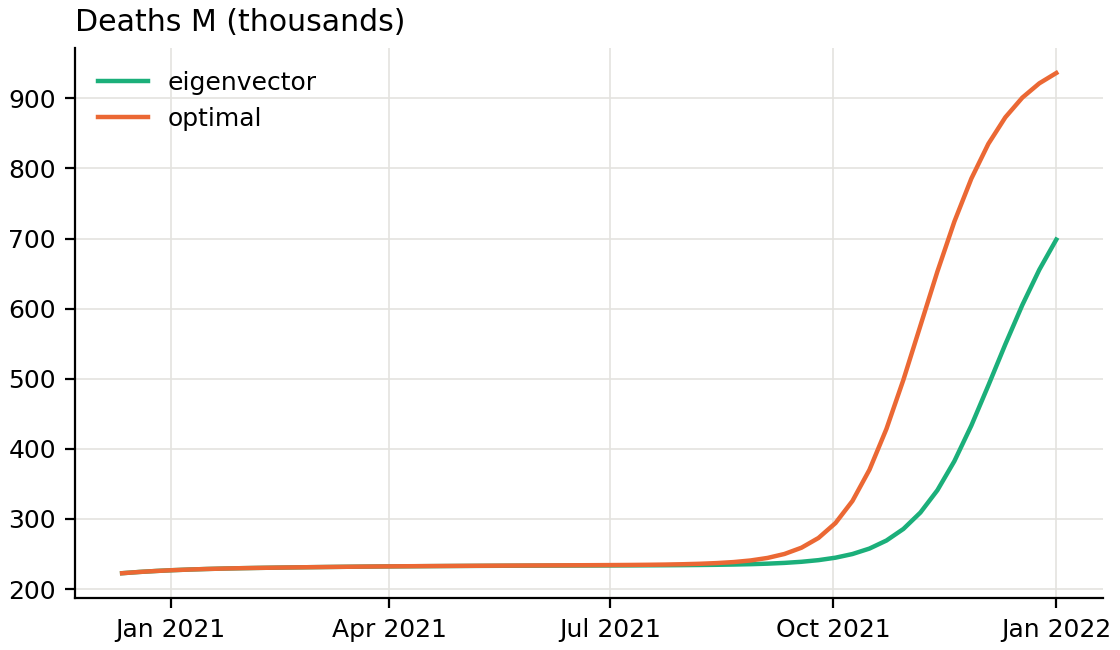 Deaths M (thousands)
eigenvector
optimal
900
800
700
600
500
400
300
200
Jan 2021
Apr 2021
Jul 2021
Oct 2021
Jan 2022